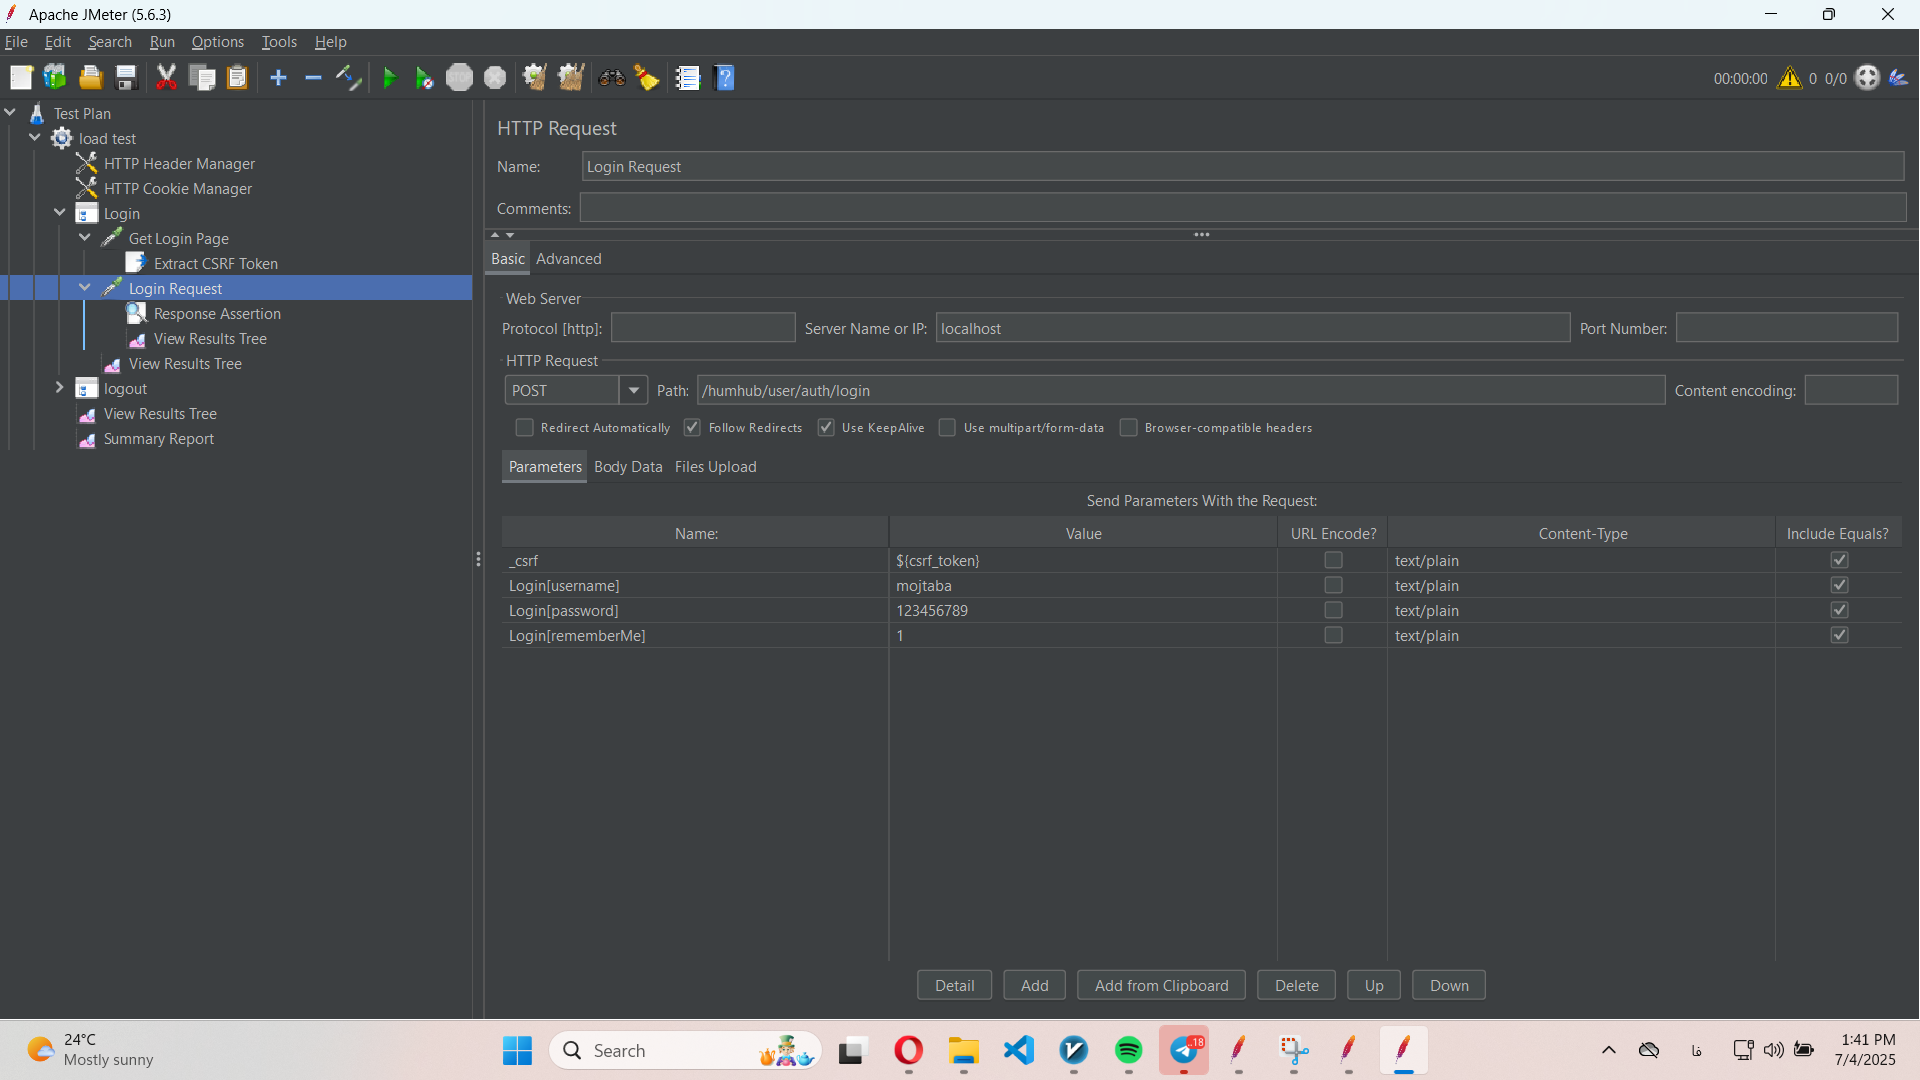 Apache JMeter (5.6.3)
File Edit Search Run Options Tools Help
STOP
00:00:00 0 0/0
Test Plan
load test
HTTP Header Manager
HTTP Cookie Manager
Login
Get Login Page
Extract CSRF Token
Login Request
Response Assertion
View Results Tree
View Results Tree
logout
View Results Tree
Summary Report
HTTP Request
Name: Login Request
Comments:
Basic Advanced
Web Server
Protocol [http]: Server Name or IP: localhost Port Number:
HTTP Request
POST Path: /humhub/user/auth/login Content encoding:
Redirect Automatically Follow Redirects Use KeepAlive Use multipart/form-data Browser-compatible headers
Parameters Body Data Files Upload
Send Parameters With the Request:
Name: Value URL Encode? Content-Type Include Equals?
_csrf ${csrf_token} text/plain
Login[username] mojtaba text/plain
Login[password] 123456789 text/plain
Login[rememberMe] 1 text/plain
Detail Add Add from Clipboard Delete Up Down
24°C
Mostly sunny
Search
18
فا
1:41 PM
7/4/2025